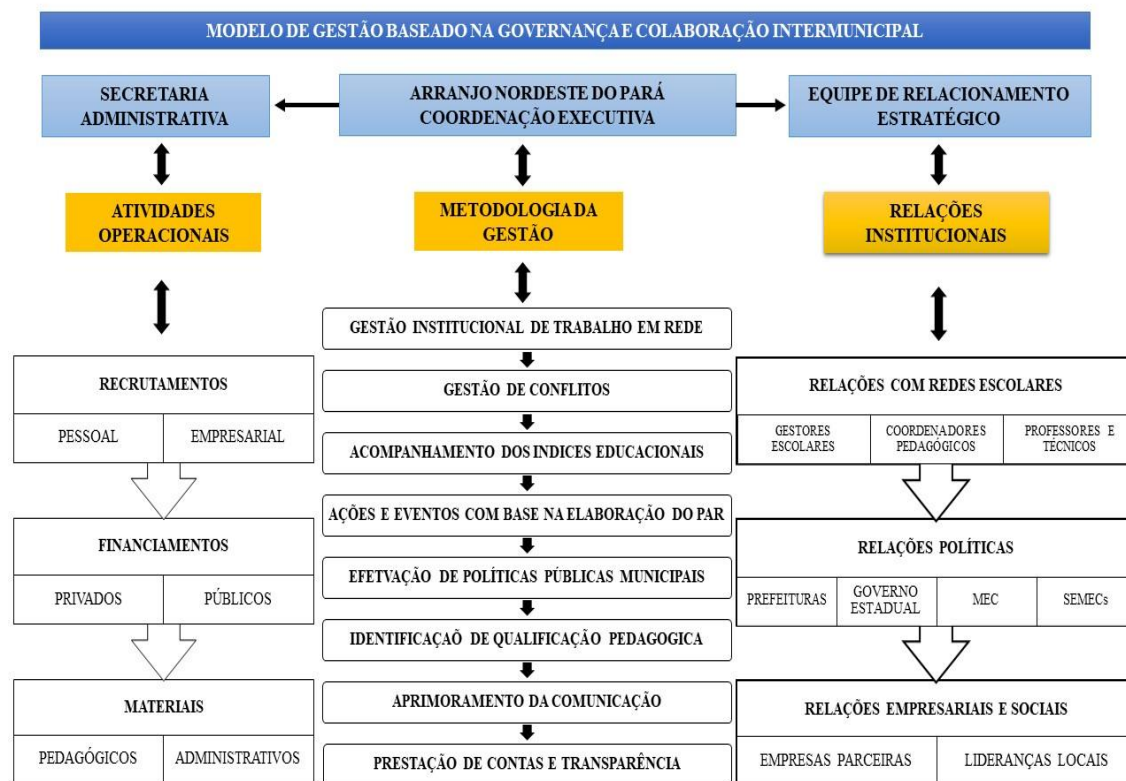 MODELO DE GESTÃO BASEADO NA GOVERNANÇA E COLABORAÇÃO INTERMUNICIPAL
SECRETARIA
ADMINISTRATIVA
ARRANJO NORDESTE DO PARÁ
COORDENAÇÃO EXECUTIVA
EQUIPE DE RELACIONAMENTO
ESTRATÉGICO
ATIVIDADES
OPERACIONAIS
METODOLOGIA DA
GESTÃO
RELAÇÕES
INSTITUCIONAIS
RECRUTAMENTOS
PESSOAL
EMPRESARIAL
FINANCIAMENTOS
PRIVADOS
PÚBLICOS
MATERIAIS
PEDAGÓGICOS
ADMINISTRATIVOS
GESTÃO INSTITUCIONAL DE TRABALHO EM REDE
GESTÃO DE CONFLITOS
ACOMPANHAMENTO DOS INDICES EDUCACIONAIS
AÇÕES E EVENTOS COM BASE NA ELABORAÇÃO DO PAR
EFETVAÇÃO DE POLÍTICAS PÚBLICAS MUNICIPAIS
IDENTIFICAÇAÕ DE QUALIFICAÇÃO PEDAGOGICA
APRIMORAMENTO DA COMUNICAÇÃO
PRESTAÇÃO DE CONTAS E TRANSPARÊNCIA
RELAÇÕES COM REDES ESCOLARES
GESTORES
ESCOLARES
COORDENADORES
PEDAGÓGICOS
PROFESSORES E
TÉCNICOS
RELAÇÕES POLÍTICAS
PREFEITURAS
GOVERNO
ESTADUAL
MEC
SEMECs
RELAÇÕES EMPRESARIAIS E SOCIAIS
EMPRESAS PARCEIRAS
LIDERANÇAS LOCAIS